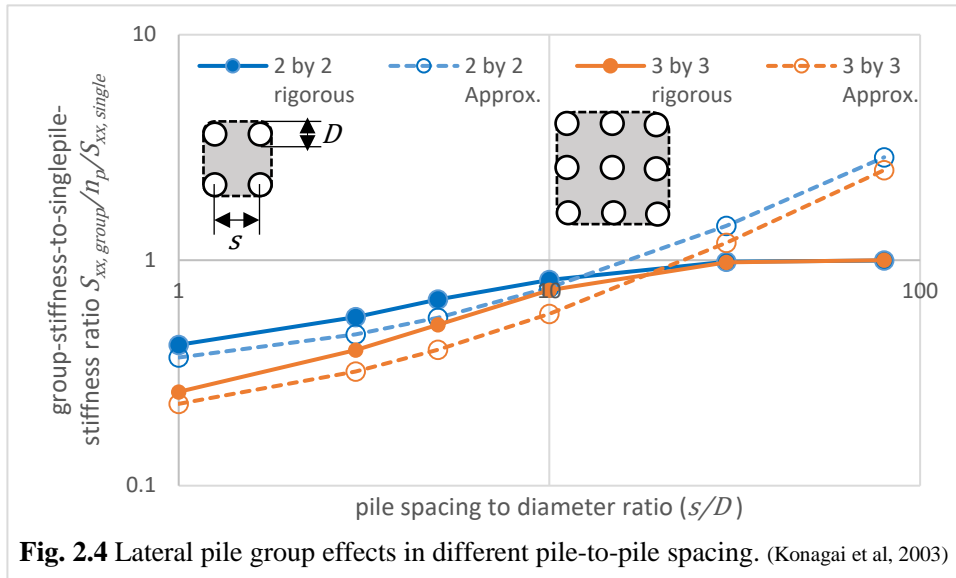 10
2 by 2
rigorous
2 by 2
Approx.
3 by 3
rigorous
3 by 3
Approx.
D
s
1
1
10
100
0.1
group-stiffness-to-singlepile-
stiffness ratio S_xx, group/n_p/S_xx, single
pile spacing to diameter ratio (s/D)
Fig. 2.4 Lateral pile group effects in different pile-to-pile spacing. (Konagai et al, 2003)